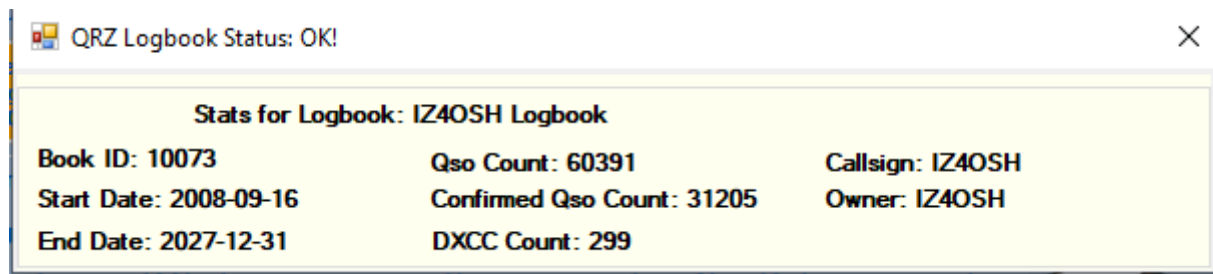 QRZ Logbook Status: OK!
Stats for Logbook: IZ4OSH Logbook
Book ID: 10073 Qso Count: 60391 Callsign: IZ4OSH
Start Date: 2008-09-16 Confirmed Qso Count: 31205 Owner: IZ4OSH
End Date: 2027-12-31 DXCC Count: 299